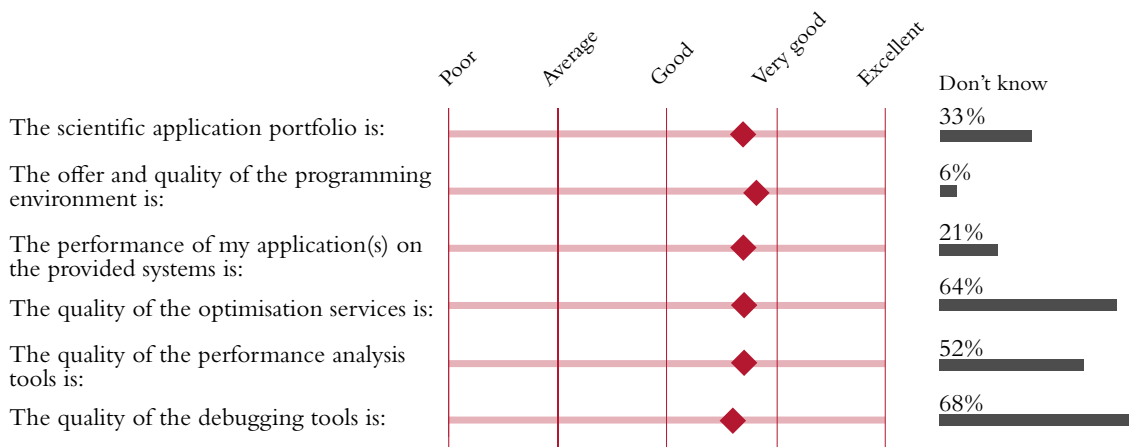 Poor
Average
Good
Very good
Excellent
Don’t know
The scientific application portfolio is:
33%
The offer and quality of the programming
environment is:
6%
The performance of my application(s) on
the provided systems is:
21%
The quality of the optimisation services is:
64%
The quality of the performance analysis
tools is:
52%
The quality of the debugging tools is:
68%